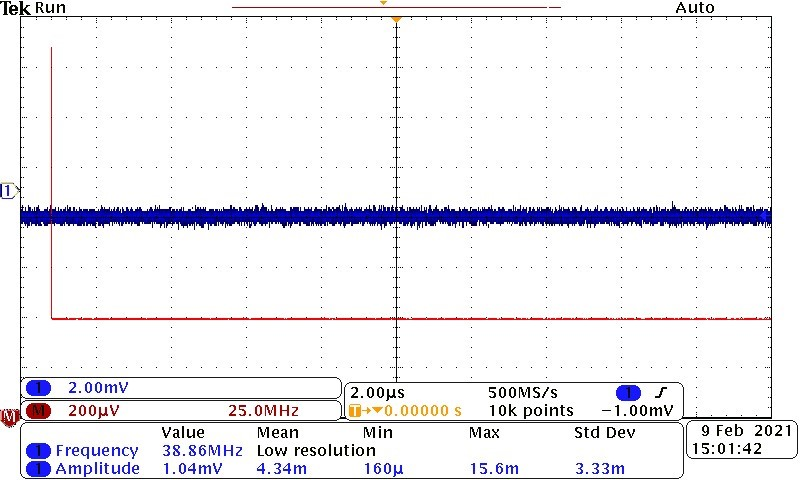 Tek Run Auto
1
1 2.00mV
M 200μV 25.0MHz
2.00μs 500MS/s 1
T→▼0.00000 s 10k points −1.00mV
M
Value Mean Min Max Std Dev
1 Frequency 38.86MHz Low resolution
1 Amplitude 1.04mV 4.34m 160μ 15.6m 3.33m
9 Feb 2021
15:01:42